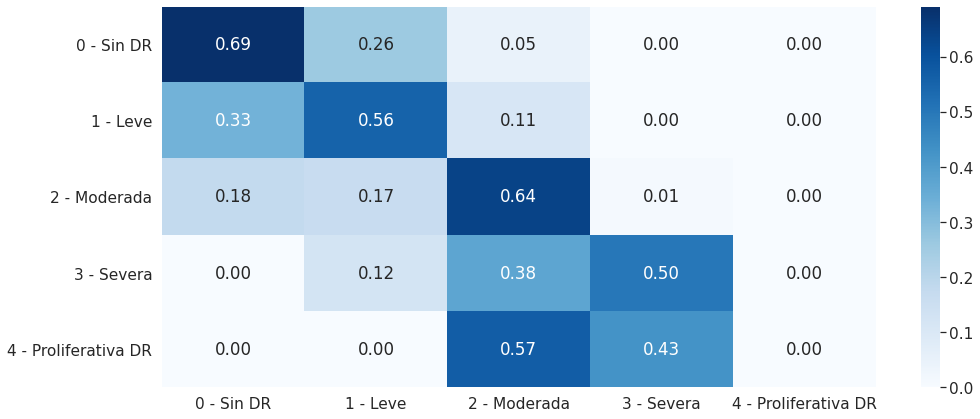 0 - Sin DR 0.69 0.26 0.05 0.00 0.00
1 - Leve 0.33 0.56 0.11 0.00 0.00
2 - Moderada 0.18 0.17 0.64 0.01 0.00
3 - Severa 0.00 0.12 0.38 0.50 0.00
4 - Proliferativa DR 0.00 0.00 0.57 0.43 0.00
0 - Sin DR 1 - Leve 2 - Moderada 3 - Severa 4 - Proliferativa DR
0.6
0.5
0.4
0.3
0.2
0.1
0.0